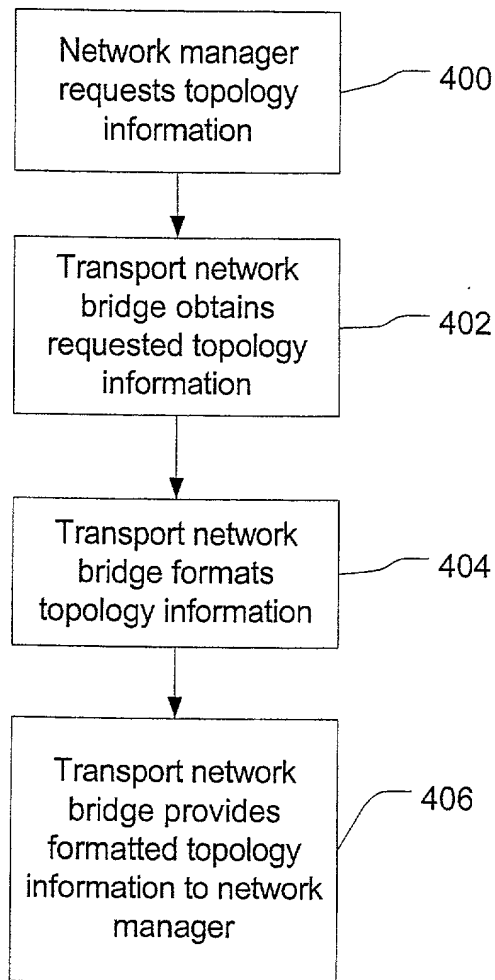 Network manager
requests topology
information
400
Transport network
bridge obtains
requested topology
information
402
Transport network
bridge formats
topology information
404
Transport network
bridge provides
formatted topology
information to network
manager
406